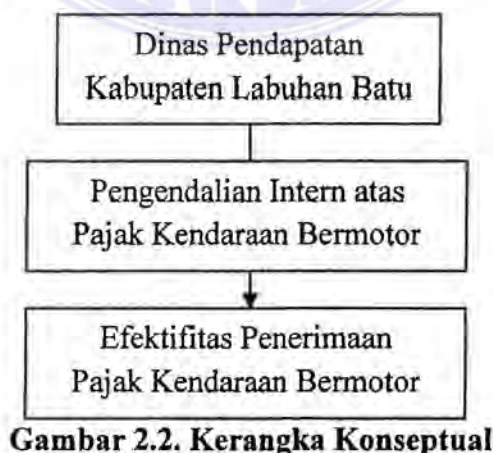 Dinas Pendapatan
Kabupaten Labuhan Batu
Pengendalian Intern atas
Pajak Kendaraan Bermotor
Efektifitas Penerimaan
Pajak Kendaraan Bermotor
Gambar 2.2. Kerangka Konseptual